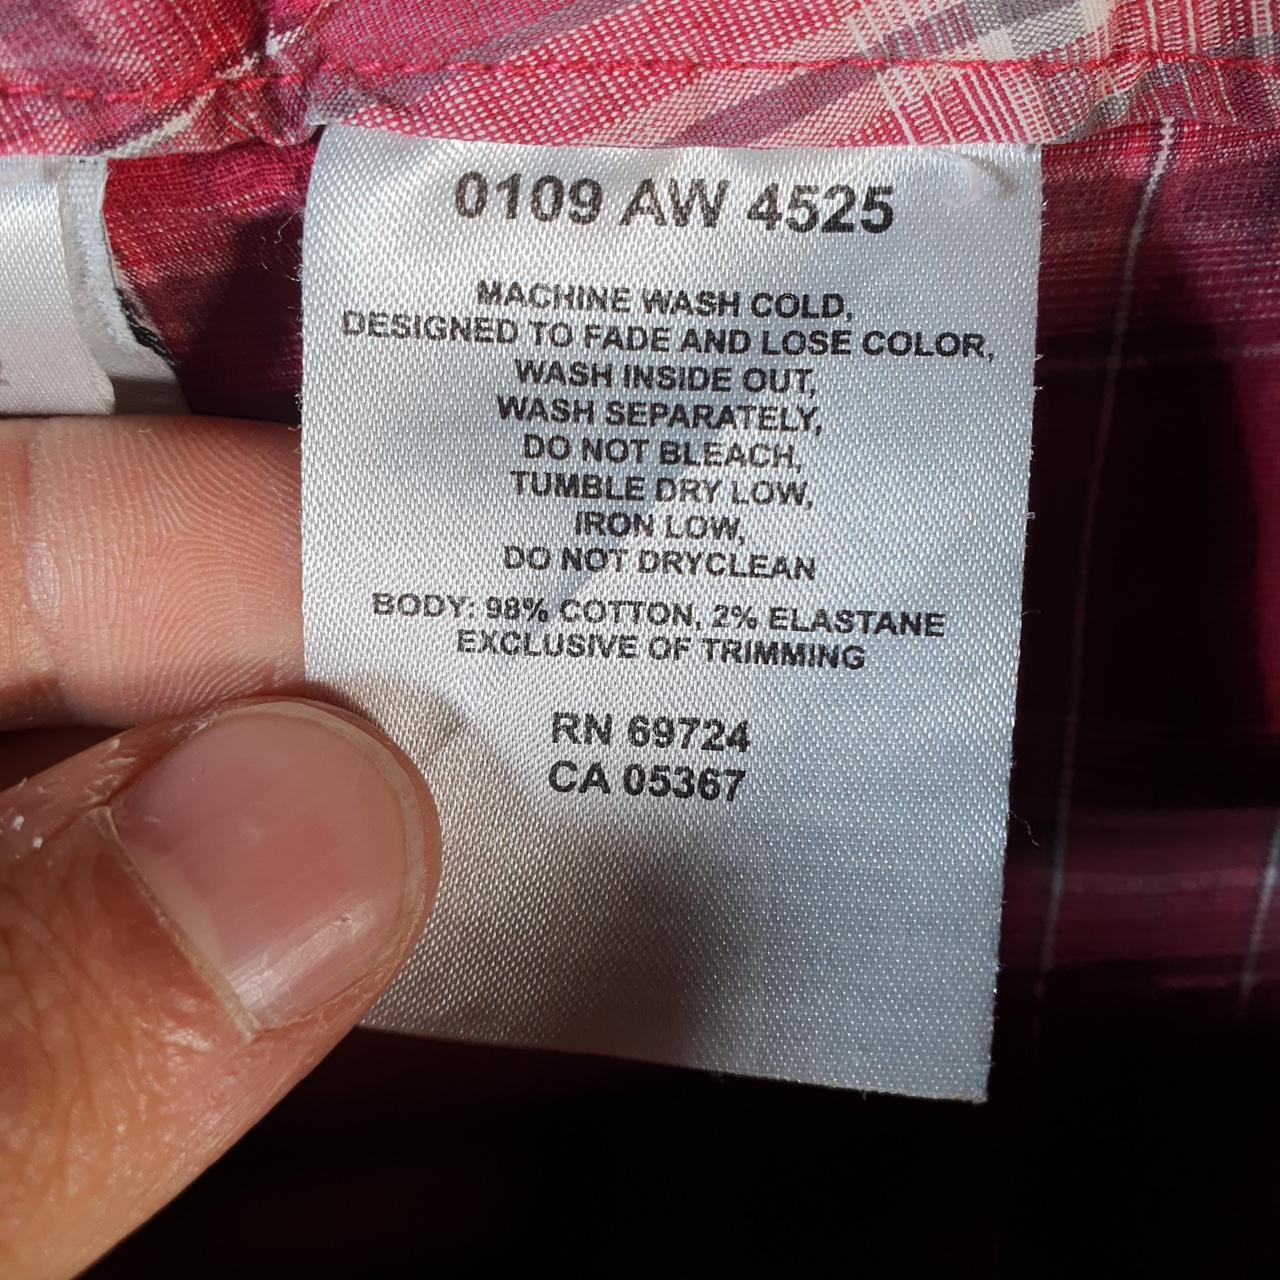 0109 AW 4525
MACHINE WASH COLD,
DESIGNED TO FADE AND LOSE COLOR,
WASH INSIDE OUT,
WASH SEPARATELY,
DO NOT BLEACH,
TUMBLE DRY LOW,
IRON LOW,
DO NOT DRYCLEAN
BODY: 98% COTTON, 2% ELASTANE
EXCLUSIVE OF TRIMMING
RN 69724
CA 05367